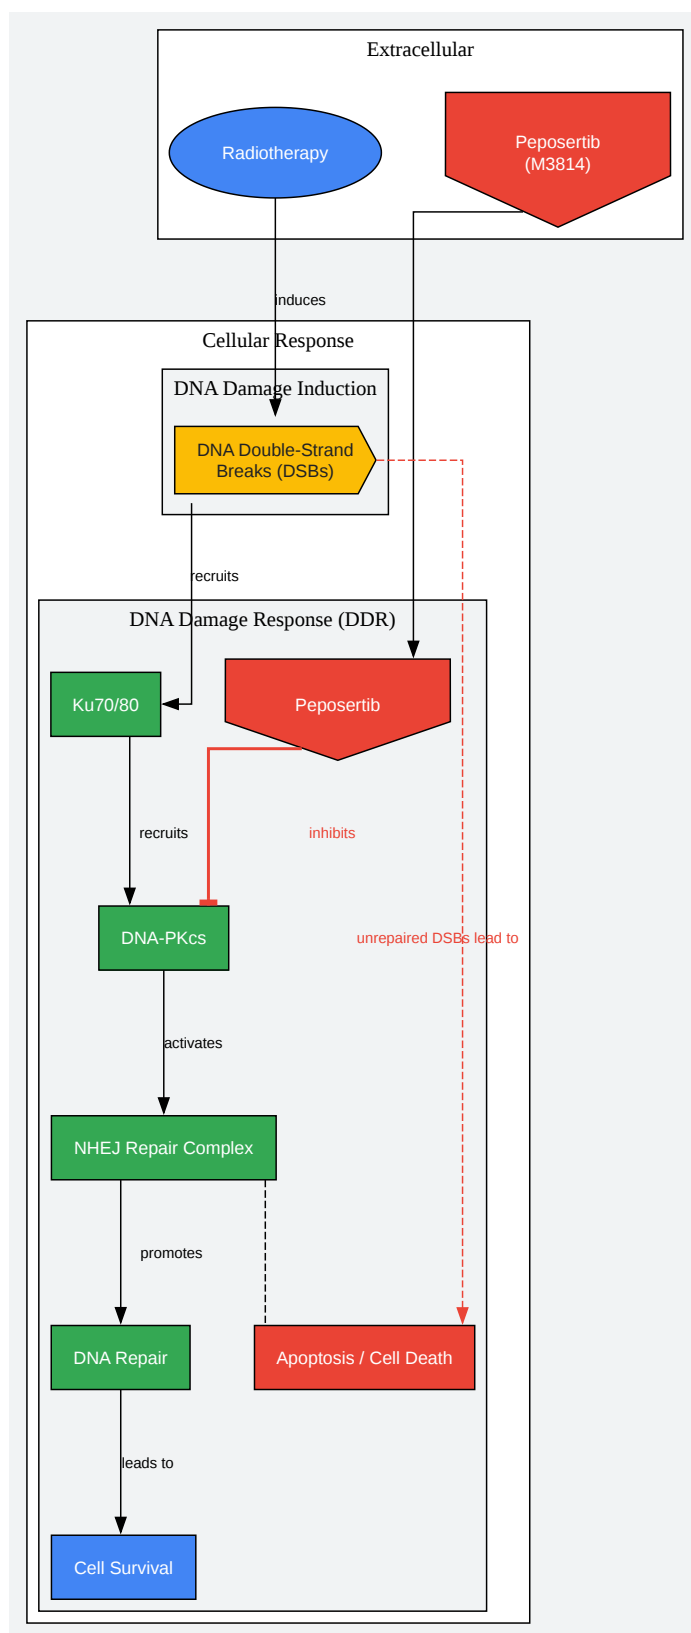 Extracellular
Radiotherapy
Peposertib
(M3814)
induces
Cellular Response
DNA Damage Induction
DNA Double-Strand
Breaks (DSBs)
recruits
DNA Damage Response (DDR)
Ku70/80
Peposertib
recruits
inhibits
DNA-PKcs
unrepaired DSBs lead to
activates
NHEJ Repair Complex
promotes
DNA Repair
Apoptosis / Cell Death
leads to
Cell Survival